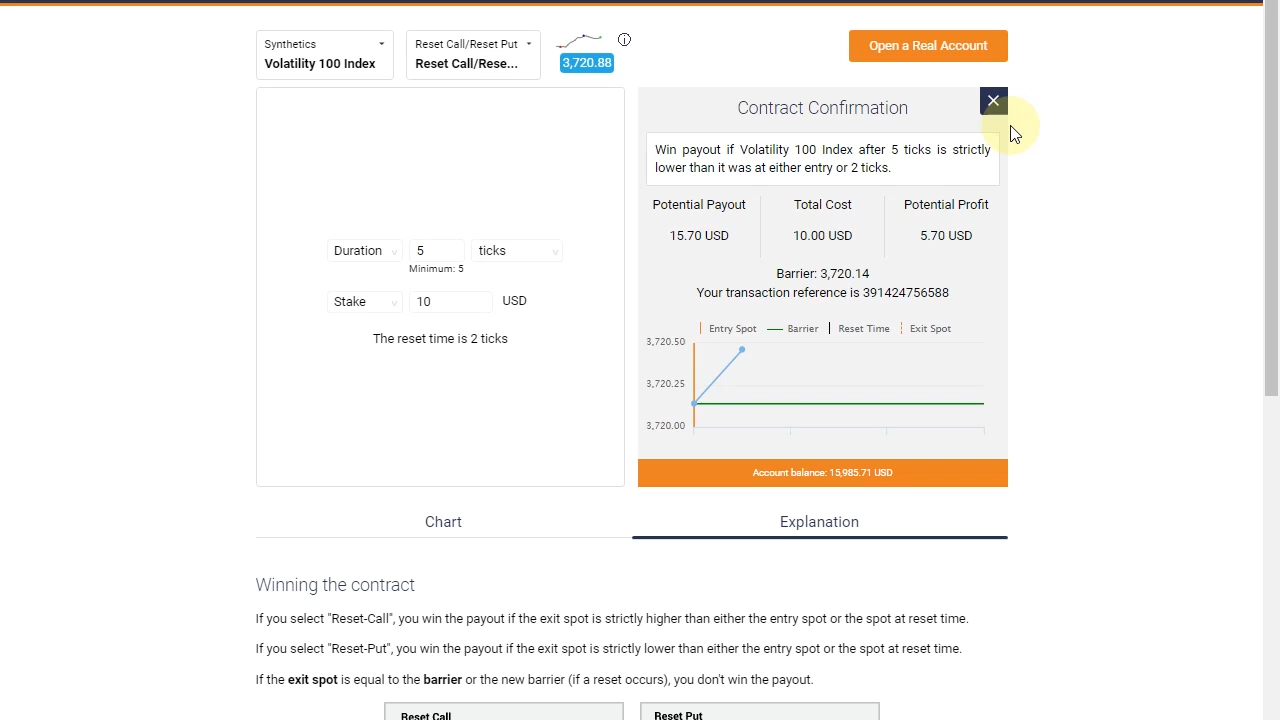 Synthetics
Volatility 100 Index
Reset Call/Reset Put
Reset Call/Rese...
3,720.88
Open a Real Account
Duration
5
ticks
Minimum: 5
Stake
10
USD
The reset time is 2 ticks
Contract Confirmation
Win payout if Volatility 100 Index after 5 ticks is strictly
lower than it was at either entry or 2 ticks.
Potential Payout
Total Cost
Potential Profit
15.70 USD
10.00 USD
5.70 USD
Barrier: 3,720.14
Your transaction reference is 391424756588
Entry Spot
Barrier
Reset Time
Exit Spot
3,720.50
3,720.25
3,720.00
Account balance: 15,985.71 USD
Chart
Explanation
Winning the contract
If you select "Reset-Call", you win the payout if the exit spot is strictly higher than either the entry spot or the spot at reset time.
If you select "Reset-Put", you win the payout if the exit spot is strictly lower than either the entry spot or the spot at reset time.
If the exit spot is equal to the barrier or the new barrier (if a reset occurs), you don't win the payout.
Reset Call
Reset Put